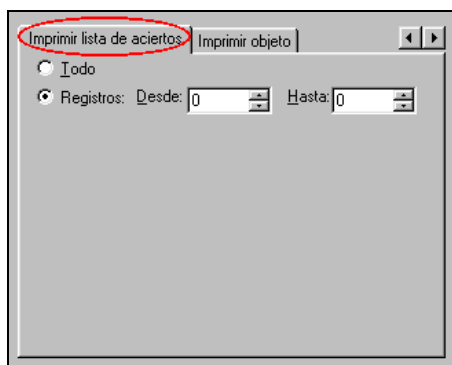 Imprimir lista de aciertos Imprimir objeto
Todo
Registros: Desde: 0 Hasta: 0